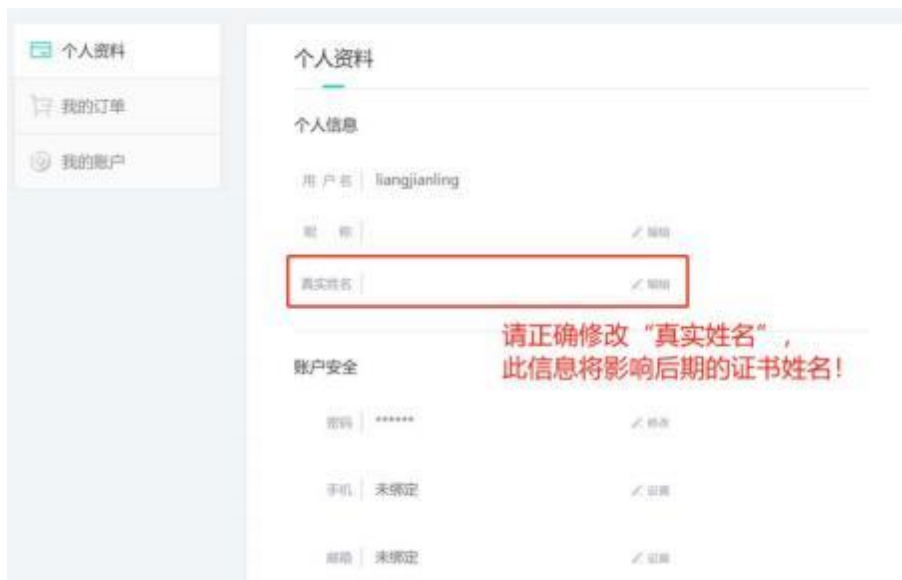 个人资料
我的订单
我的账户
个人资料
个人信息
用户名 liangjianling
昵 称 编辑
真实姓名 编辑
请正确修改“真实姓名”,
此信息将影响后期的证书姓名!
账户安全
密码 ****** 修改
手机 未绑定 设置
邮箱 未绑定 设置